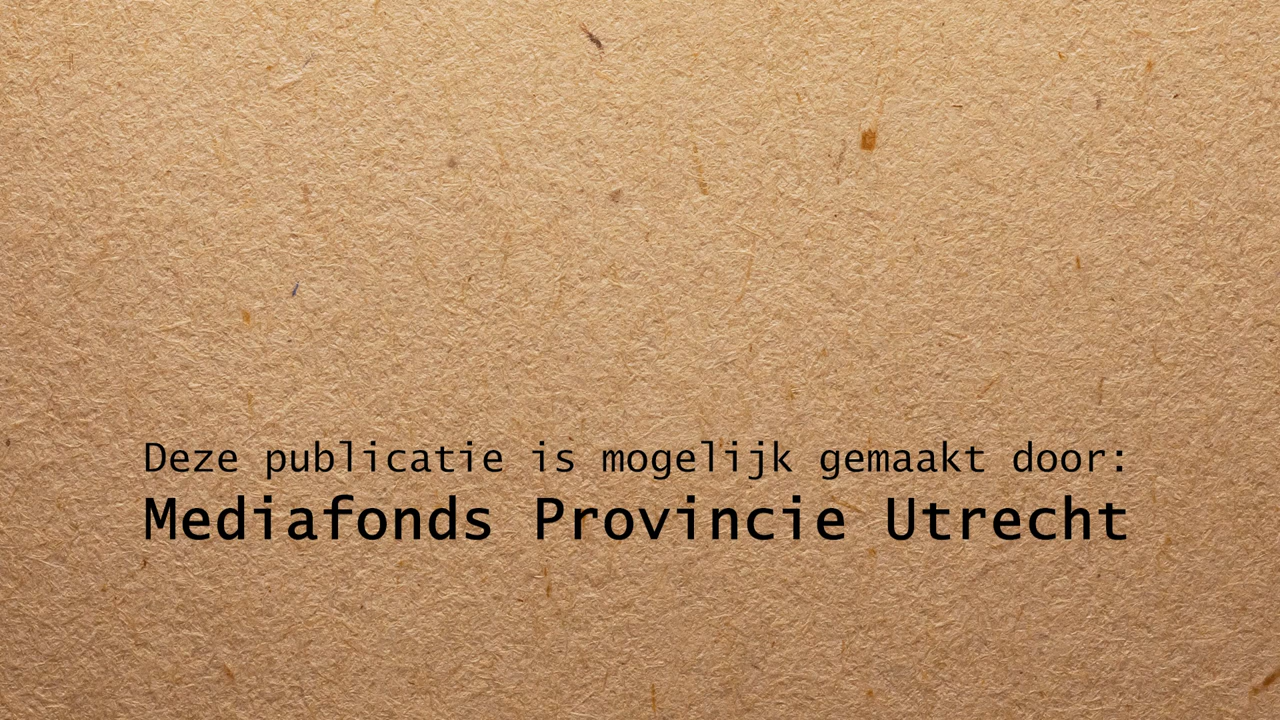 Deze publicatie is mogelijk gemaakt door:
Mediafonds Provincie Utrecht